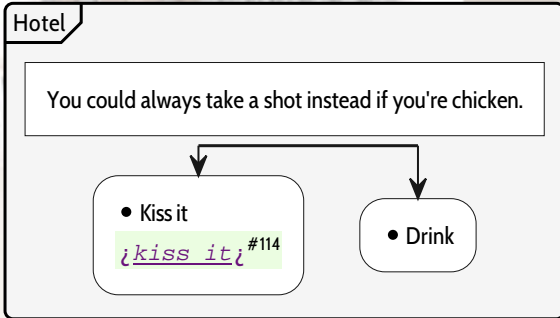 Hotel
You could always take a shot instead if you're chicken.
• Kiss it
¿kiss it¿#114
• Drink